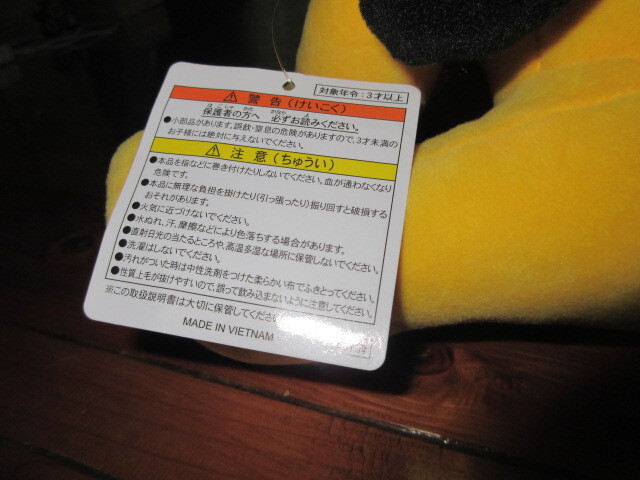 対象年令:3才以上
⚠ 警告(けいこく)
保護者の方へ 必ずお読みください。
●小部品があります。誤飲・窒息の危険がありますので、3才未満の
お子様には絶対に与えないでください。
⚠ 注意(ちゅうい)
●本品を指などに巻き付けたりしないでください。血が通わなくなり
危険です。
●本品に無理な負担を掛けたり(引っ張ったり)振り回すと破損する
おそれがあります。
●火気に近づけないでください。
●水ぬれ、汗、摩擦などにより色落ちする場合があります。
●直射日光の当たるところや、高温多湿な場所に保管しないでください。
●洗濯はしないでください。
●汚れがついた時は中性洗剤をつけた柔らかい布でふきとってください。
●性質上毛が抜けやすいので、誤って飲み込まないように注意してください。
※この取扱説明書は大切に保管してくださ
MADE IN VIETNAM